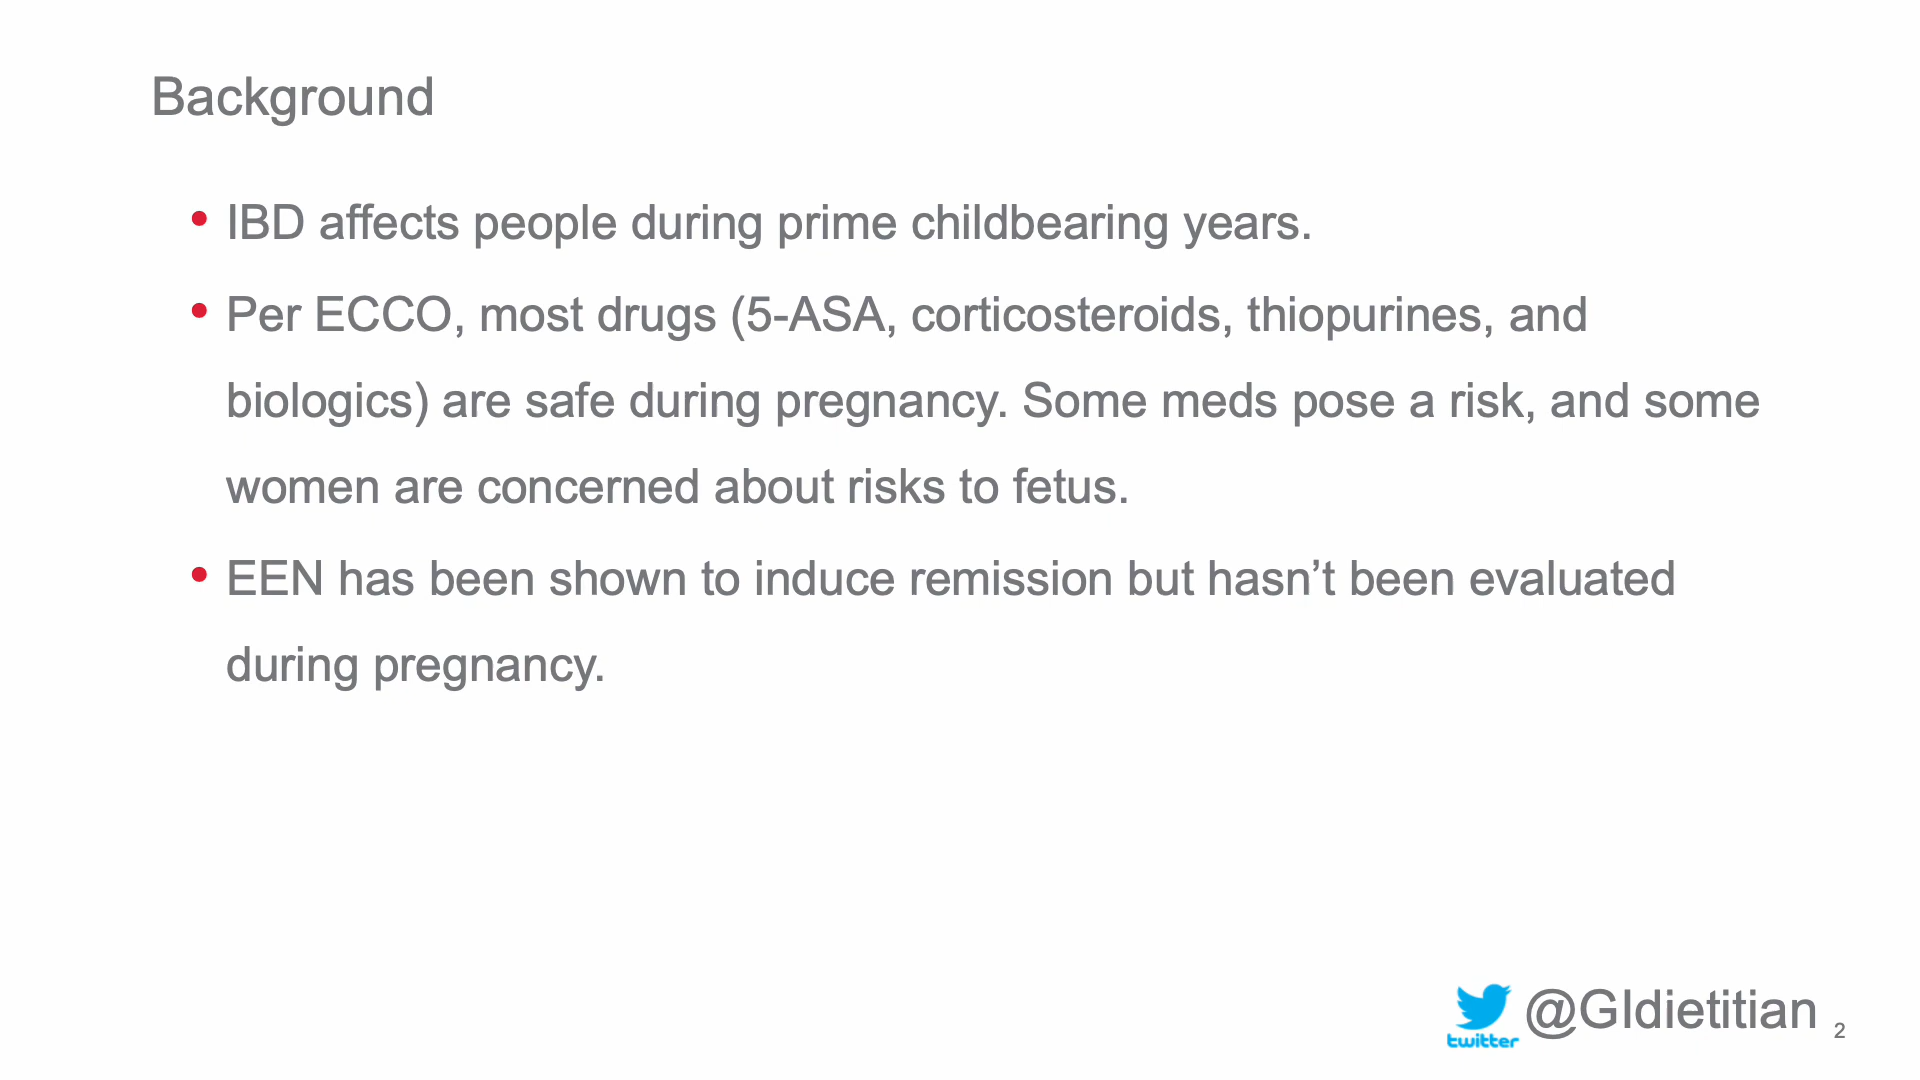 Background
• IBD affects people during prime childbearing years.
• Per ECCO, most drugs (5-ASA, corticosteroids, thiopurines, and
biologics) are safe during pregnancy. Some meds pose a risk, and some
women are concerned about risks to fetus.
• EEN has been shown to induce remission but hasn’t been evaluated
during pregnancy.
twitter @GIdietitian 2